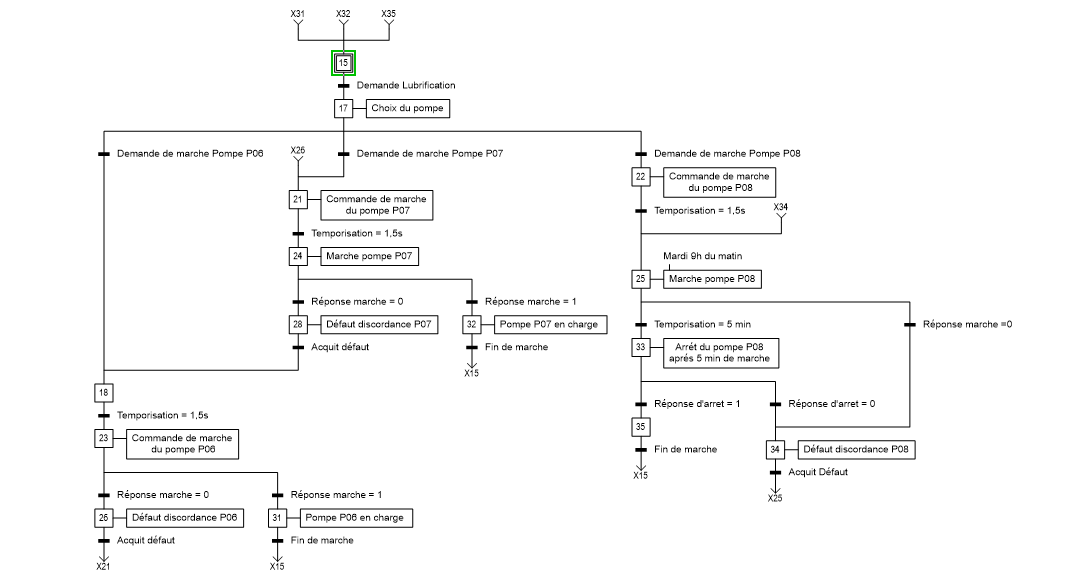 X31 X32 X35
15
Demande Lubrification
17 Choix du pompe
Demande de marche Pompe P06
X26
Demande de marche Pompe P07
Demande de marche Pompe P08
22 Commande de marche
du pompe P08
21 Commande de marche
du pompe P07
Temporisation = 1,5s
X34
Temporisation = 1,5s
24 Marche pompe P07
Mardi 9h du matin
25 Marche pompe P08
Réponse marche = 0
Réponse marche = 1
28 Défaut discordance P07
32 Pompe P07 en charge
Temporisation = 5 min
Réponse marche =0
Acquit défaut
Fin de marche
33 Arrét du pompe P08
aprés 5 min de marche
X15
18
Réponse d'arret = 1
Réponse d'arret = 0
Temporisation = 1,5s
35
23 Commande de marche
du pompe P06
Fin de marche
34 Défaut discordance P08
X15
Acquit Défaut
X25
Réponse marche = 0
Réponse marche = 1
26 Défaut discordance P06
31 Pompe P06 en charge
Acquit défaut
Fin de marche
X21
X15